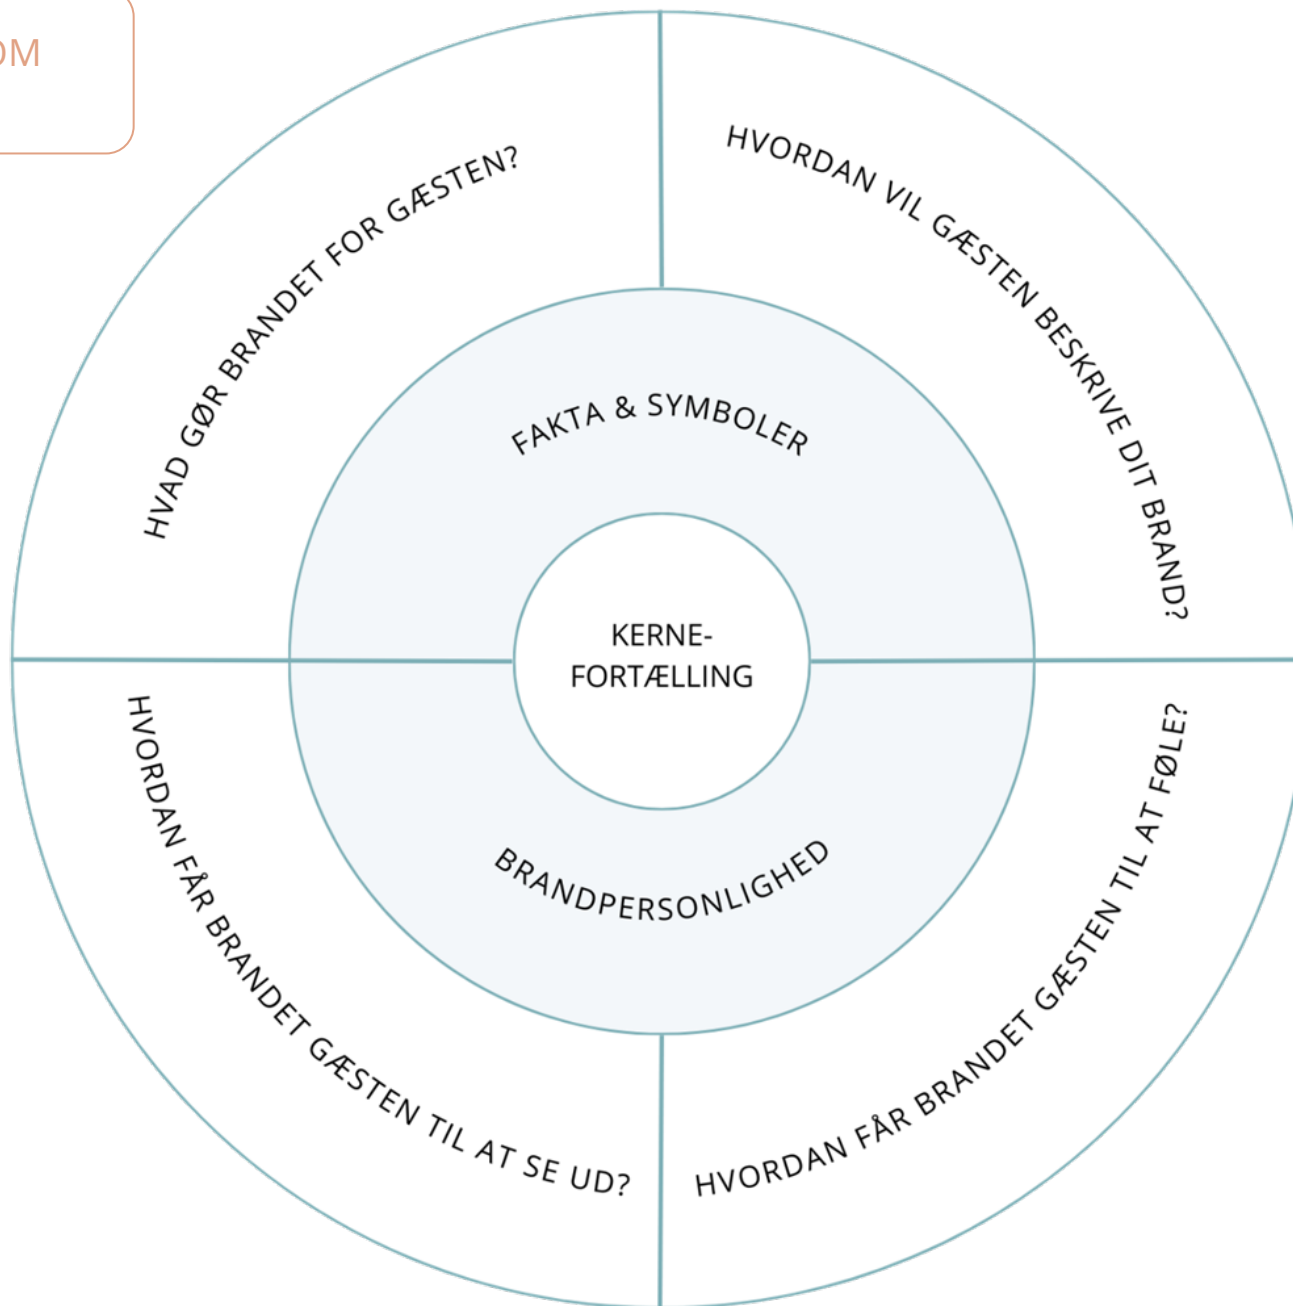 OM
HVAD GØR BRANDET FOR GÆSTEN?
HVORDAN VIL GÆSTEN BESKRIVE DIT BRAND?
FAKTA & SYMBOLER
KERNE-
FORTÆLLING
BRANDPERSONLIGHED
HVORDAN FÅR BRANDET GÆSTEN TIL AT SE UD?
HVORDAN FÅR BRANDET GÆSTEN TIL AT FØLE?